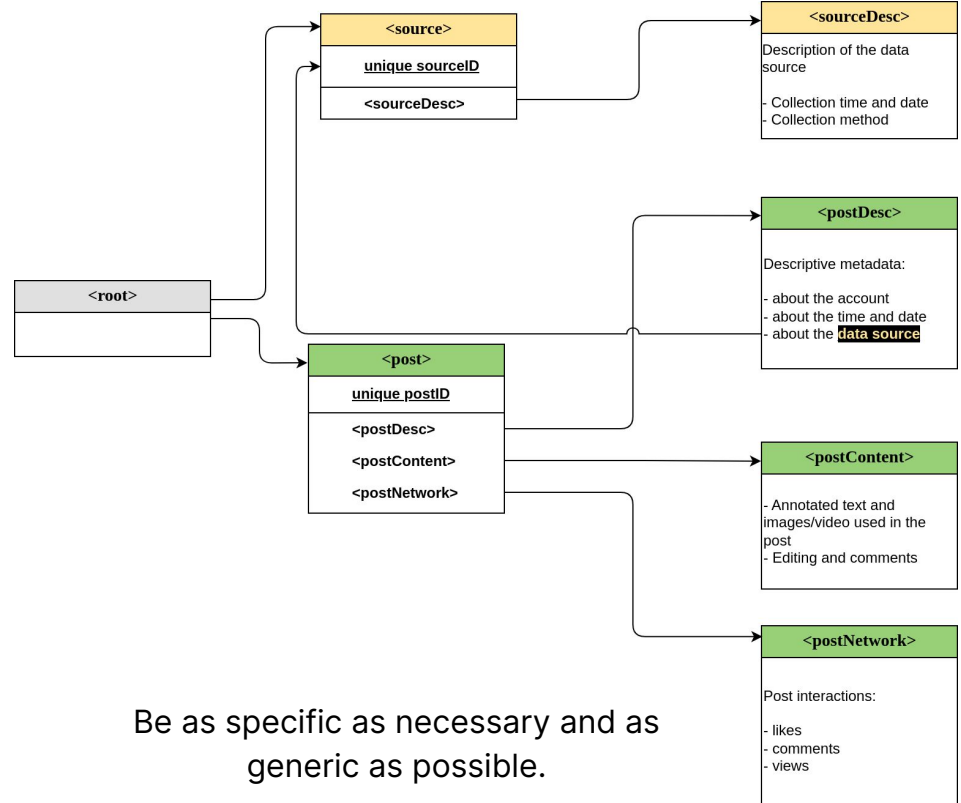 <source>
unique sourceID
<sourceDesc>
<sourceDesc>
Description of the data
source
- Collection time and date
- Collection method
<root>
<post>
unique postID
<postDesc>
<postContent>
<postNetwork>
<postDesc>
Descriptive metadata:
- about the account
- about the time and date
- about the data source
<postContent>
- Annotated text and
images/video used in the
post
- Editing and comments
<postNetwork>
Post interactions:
- likes
- comments
- views
Be as specific as necessary and as
generic as possible.